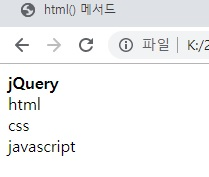 html() 메서드
파일
K:/2
jQuery
html
css
javascript